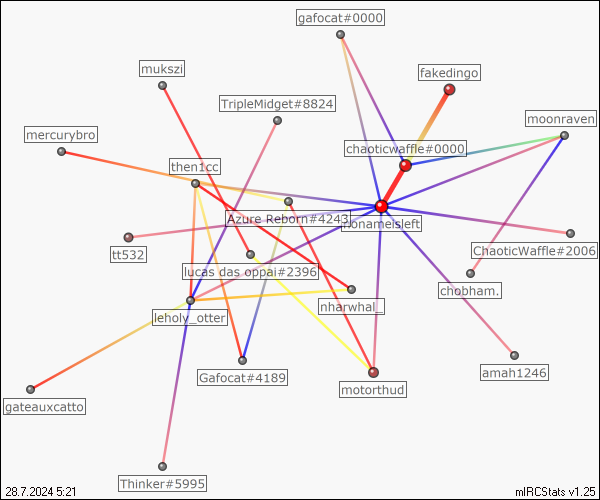 gafocat#0000
fakedingo
mukszi
TripleMidget#8824
moonraven
mercurybro
chaoticwaffle#0000
then1cc
Azure Reborn#4243
nonameisleft
tt532
ChaoticWaffle#2006
lucas das oppai#2396
chobham.
nharwhal_
leholy_otter
Gafocat#4189
amah1246
motorthud
gateauxcatto
Thinker#5995
28.7.2024 5:21
mIRCStats v1.25